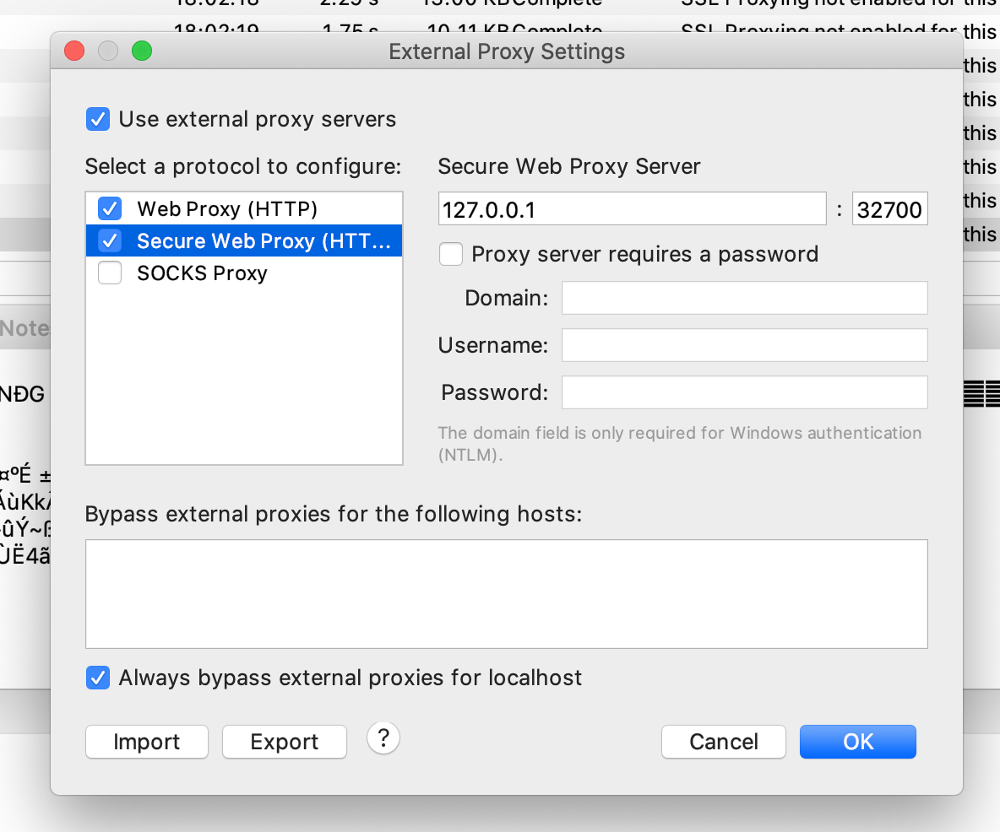 18:02:18 2.29 s 13.00 KB Complete SSL Proxying not enabled for this
18:02:19 1.75 s 10.11 KB Complete SSL Proxying not enabled for this
External Proxy Settings
this
this
this
this
this
this
Use external proxy servers
Select a protocol to configure:
Web Proxy (HTTP)
Secure Web Proxy (HTT...
SOCKS Proxy
Secure Web Proxy Server
127.0.0.1 : 32700
Proxy server requires a password
Domain:
Username:
Password:
The domain field is only required for Windows authentication
(NTLM).
Note
NĐG
¤ºÉ ±
ÙË4ã
Bypass external proxies for the following hosts:
Always bypass external proxies for localhost
Import Export ? Cancel OK